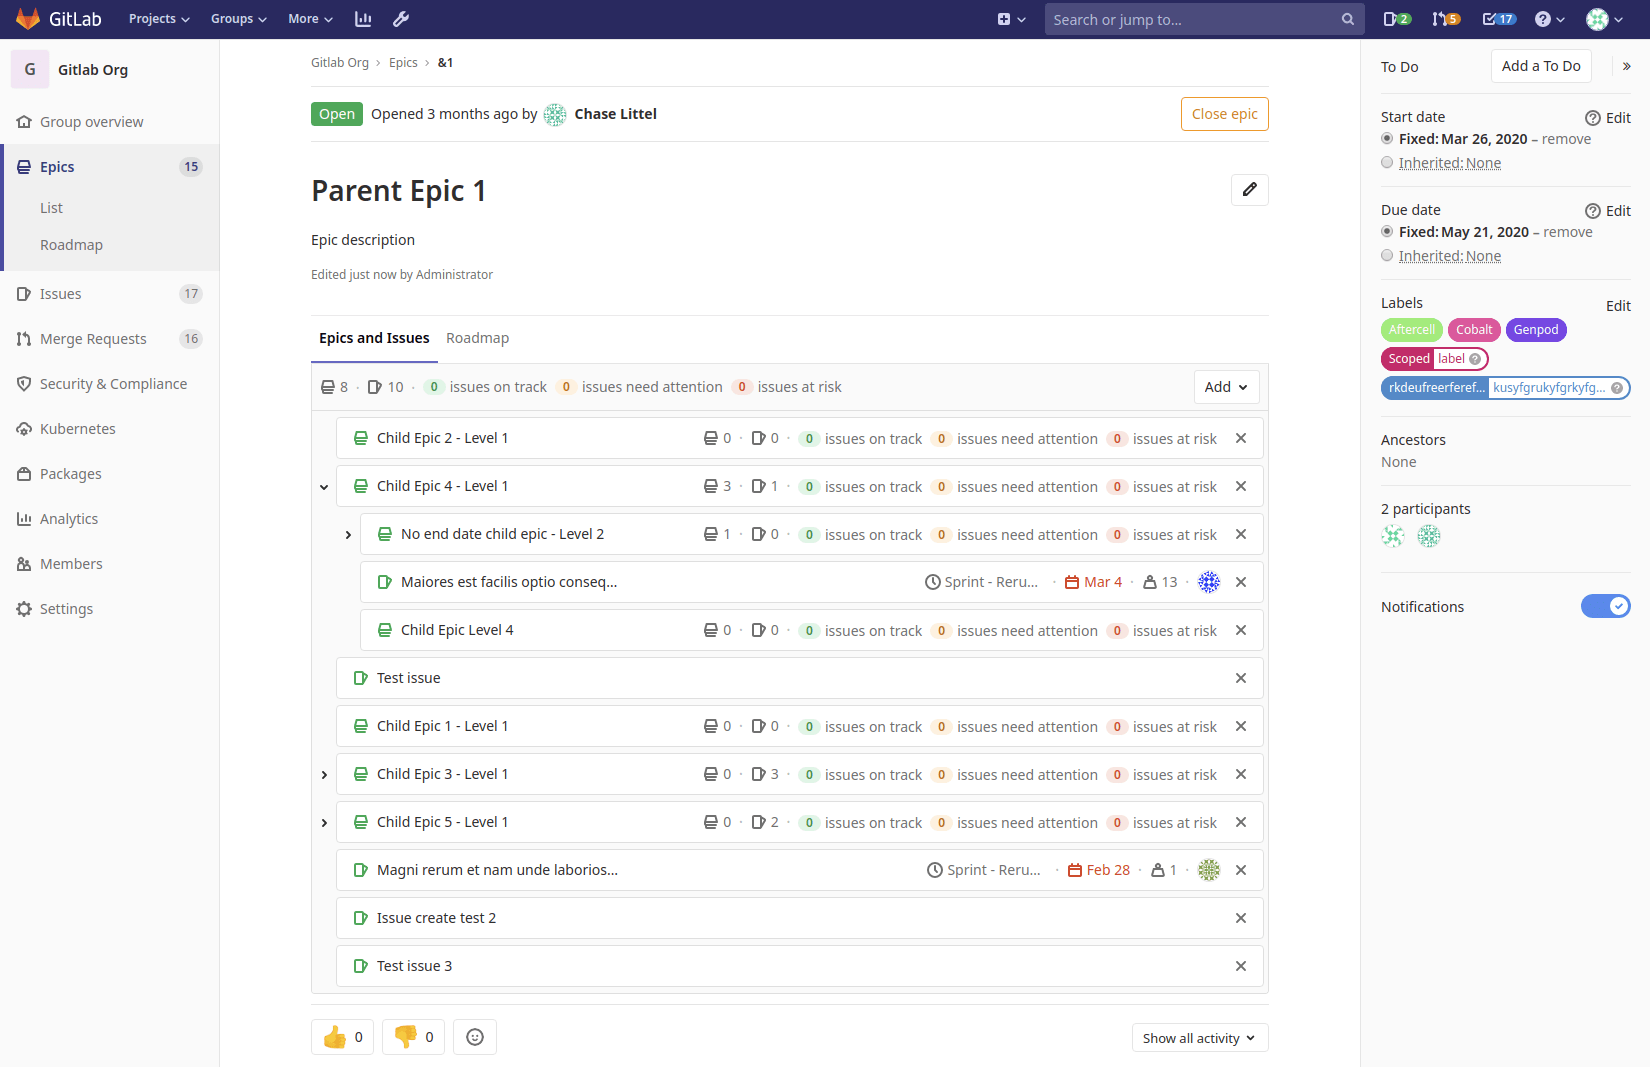 GitLab Projects Groups More Search or jump to... 2 5 17
G Gitlab Org
Group overview
Epics 15
List
Roadmap
Issues 17
Merge Requests 16
Security & Compliance
Kubernetes
Packages
Analytics
Members
Settings
Gitlab Org › Epics › &1
Open Opened 3 months ago by Chase Littel Close epic
Parent Epic 1
Epic description
Edited just now by Administrator
Epics and Issues Roadmap
8 · 10 · 0 issues on track 0 issues need attention 0 issues at risk Add
Child Epic 2 - Level 1 0 · 0 · 0 issues on track 0 issues need attention 0 issues at risk
Child Epic 4 - Level 1 3 · 1 · 0 issues on track 0 issues need attention 0 issues at risk
No end date child epic - Level 2 1 · 0 · 0 issues on track 0 issues need attention 0 issues at risk
Maiores est facilis optio conseq... Sprint - Reru... · Mar 4 · 13 ·
Child Epic Level 4 0 · 0 · 0 issues on track 0 issues need attention 0 issues at risk
Test issue
Child Epic 1 - Level 1 0 · 0 · 0 issues on track 0 issues need attention 0 issues at risk
Child Epic 3 - Level 1 0 · 3 · 0 issues on track 0 issues need attention 0 issues at risk
Child Epic 5 - Level 1 0 · 2 · 0 issues on track 0 issues need attention 0 issues at risk
Magni rerum et nam unde laborios... Sprint - Reru... · Feb 28 · 1 ·
Issue create test 2
Test issue 3
0 0 Show all activity
To Do Add a To Do »
Start date Edit
Fixed: Mar 26, 2020 – remove
Inherited: None
Due date Edit
Fixed: May 21, 2020 – remove
Inherited: None
Labels Edit
Aftercell Cobalt Genpod
Scoped label
rkdeufreerferef... kusyfgrukyfgrkyfg...
Ancestors
None
2 participants
Notifications